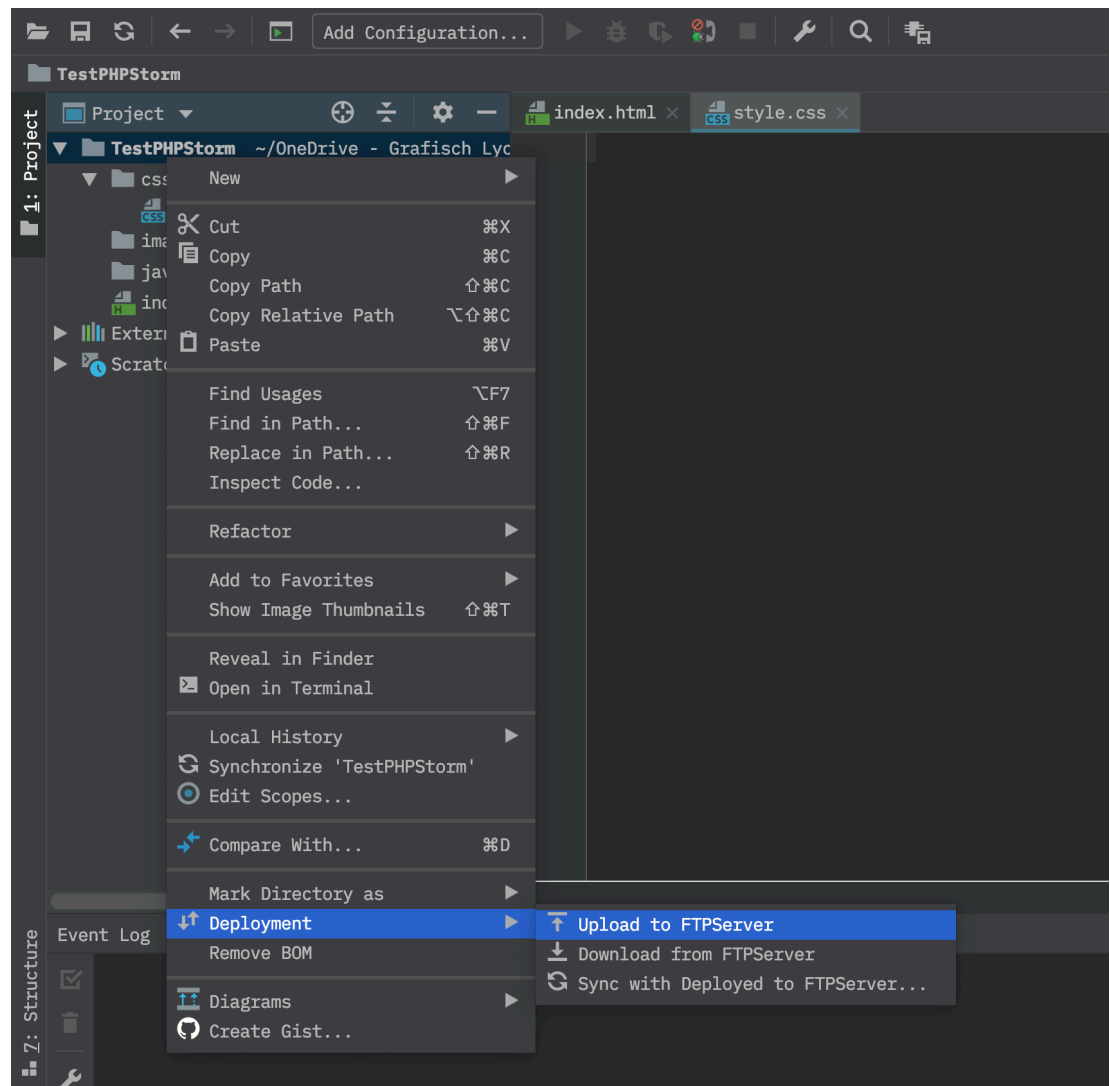 Add Configuration...
TestPHPStorm
1: Project
Project
index.html
style.css
TestPHPStorm ~/OneDrive - Grafisch Lyc
css
CSS
H
New
Cut ⌘X
Copy ⌘C
Copy Path ⇧⌘C
Copy Relative Path ⌥⇧⌘C
Paste ⌘V
Find Usages ⌥F7
Find in Path... ⇧⌘F
Replace in Path... ⇧⌘R
Inspect Code...
Refactor
Add to Favorites
Show Image Thumbnails ⇧⌘T
Reveal in Finder
Open in Terminal
Local History
Synchronize 'TestPHPStorm'
Edit Scopes...
Compare With... ⌘D
Mark Directory as
Deployment
Remove BOM
Diagrams
Create Gist...
Upload to FTPServer
Download from FTPServer
Sync with Deployed to FTPServer...
Event Log
Z: Structure